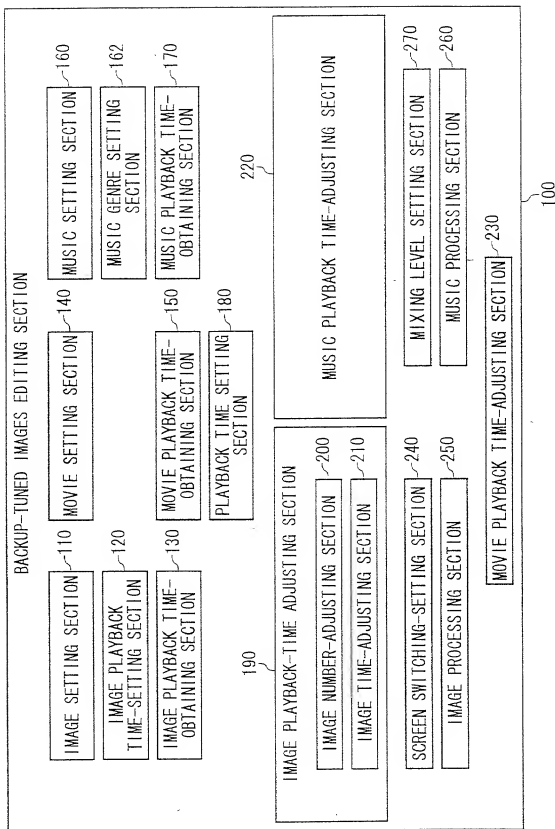 BACKUP-TUNED IMAGES EDITING SECTION
IMAGE SETTING SECTION
110
IMAGE PLAYBACK
TIME-SETTING SECTION
120
IMAGE PLAYBACK TIME-
OBTAINING SECTION
130
MOVIE SETTING SECTION
140
MOVIE PLAYBACK TIME-
OBTAINING SECTION
150
PLAYBACK TIME SETTING
SECTION
180
MUSIC SETTING SECTION
160
MUSIC GENRE SETTING
SECTION
162
MUSIC PLAYBACK TIME-
OBTAINING SECTION
170
190
IMAGE PLAYBACK-TIME ADJUSTING SECTION
IMAGE NUMBER-ADJUSTING SECTION
200
IMAGE TIME-ADJUSTING SECTION
210
220
MUSIC PLAYBACK TIME-ADJUSTING SECTION
SCREEN SWITCHING-SETTING SECTION
240
IMAGE PROCESSING SECTION
250
MIXING LEVEL SETTING SECTION
270
MUSIC PROCESSING SECTION
260
MOVIE PLAYBACK TIME-ADJUSTING SECTION
230
100